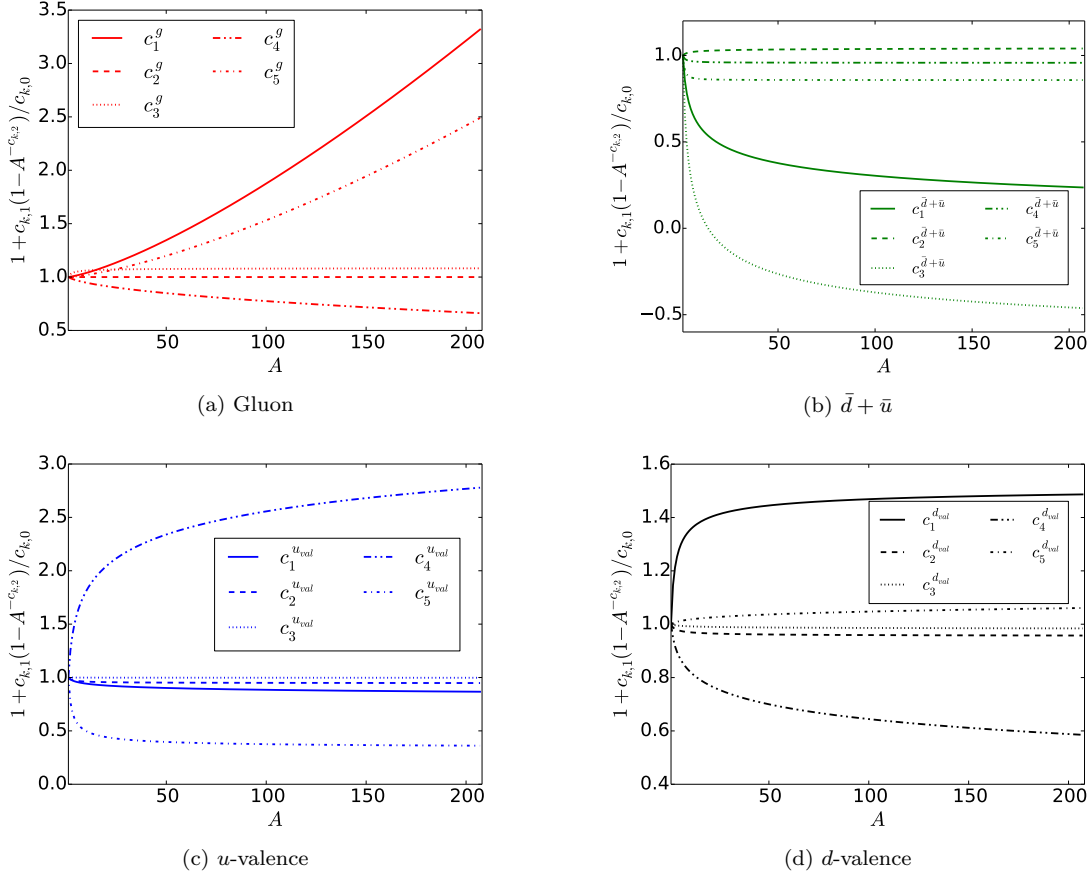 3.5
3.0
2.5
2.0
1.5
1.0
0.5
1+c_{k,1}(1−A^{−c_{k,2}})/c_{k,0}
c_1^g c_4^g
c_2^g c_5^g
c_3^g
50 100 150 200
A
(a) Gluon
1.0
0.5
0.0
−0.5
1+c_{k,1}(1−A^{−c_{k,2}})/c_{k,0}
c_1^{d̄+ū} c_4^{d̄+ū}
c_2^{d̄+ū} c_5^{d̄+ū}
c_3^{d̄+ū}
50 100 150 200
A
(b) d̄ + ū
3.0
2.5
2.0
1.5
1.0
0.5
0.0
1+c_{k,1}(1−A^{−c_{k,2}})/c_{k,0}
c_1^{u_{val}} c_4^{u_{val}}
c_2^{u_{val}} c_5^{u_{val}}
c_3^{u_{val}}
50 100 150 200
A
(c) u-valence
1.6
1.4
1.2
1.0
0.8
0.6
0.4
1+c_{k,1}(1−A^{−c_{k,2}})/c_{k,0}
c_1^{d_{val}} c_4^{d_{val}}
c_2^{d_{val}} c_5^{d_{val}}
c_3^{d_{val}}
50 100 150 200
A
(d) d-valence